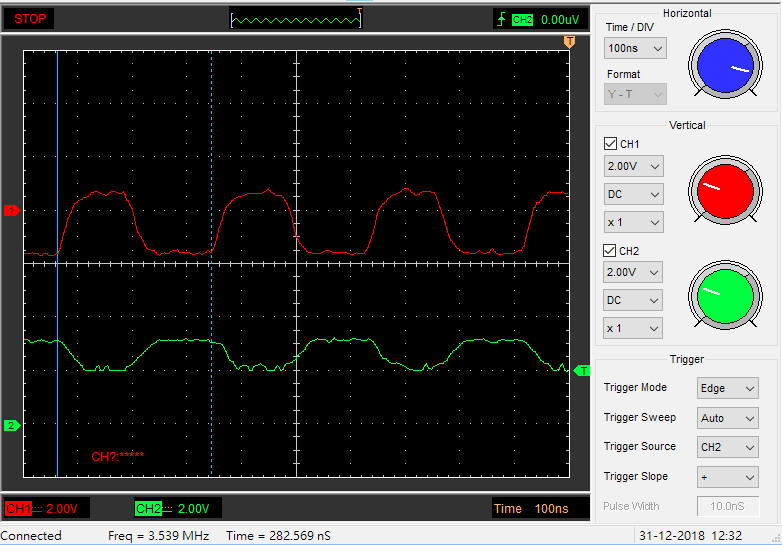 STOP
T
CH2 0.00uV
T
1
2
T
CH?:*****
CH1 2.00V CH2 2.00V Time 100ns
Connected Freq = 3.539 MHz Time = 282.569 nS 31-12-2018 12:32
Horizontal
Time / DIV
100ns
Format
Y - T
Vertical
CH1
2.00V
DC
x 1
CH2
2.00V
DC
x 1
Trigger
Trigger Mode Edge
Trigger Sweep Auto
Trigger Source CH2
Trigger Slope +
Pulse Width 10.0nS